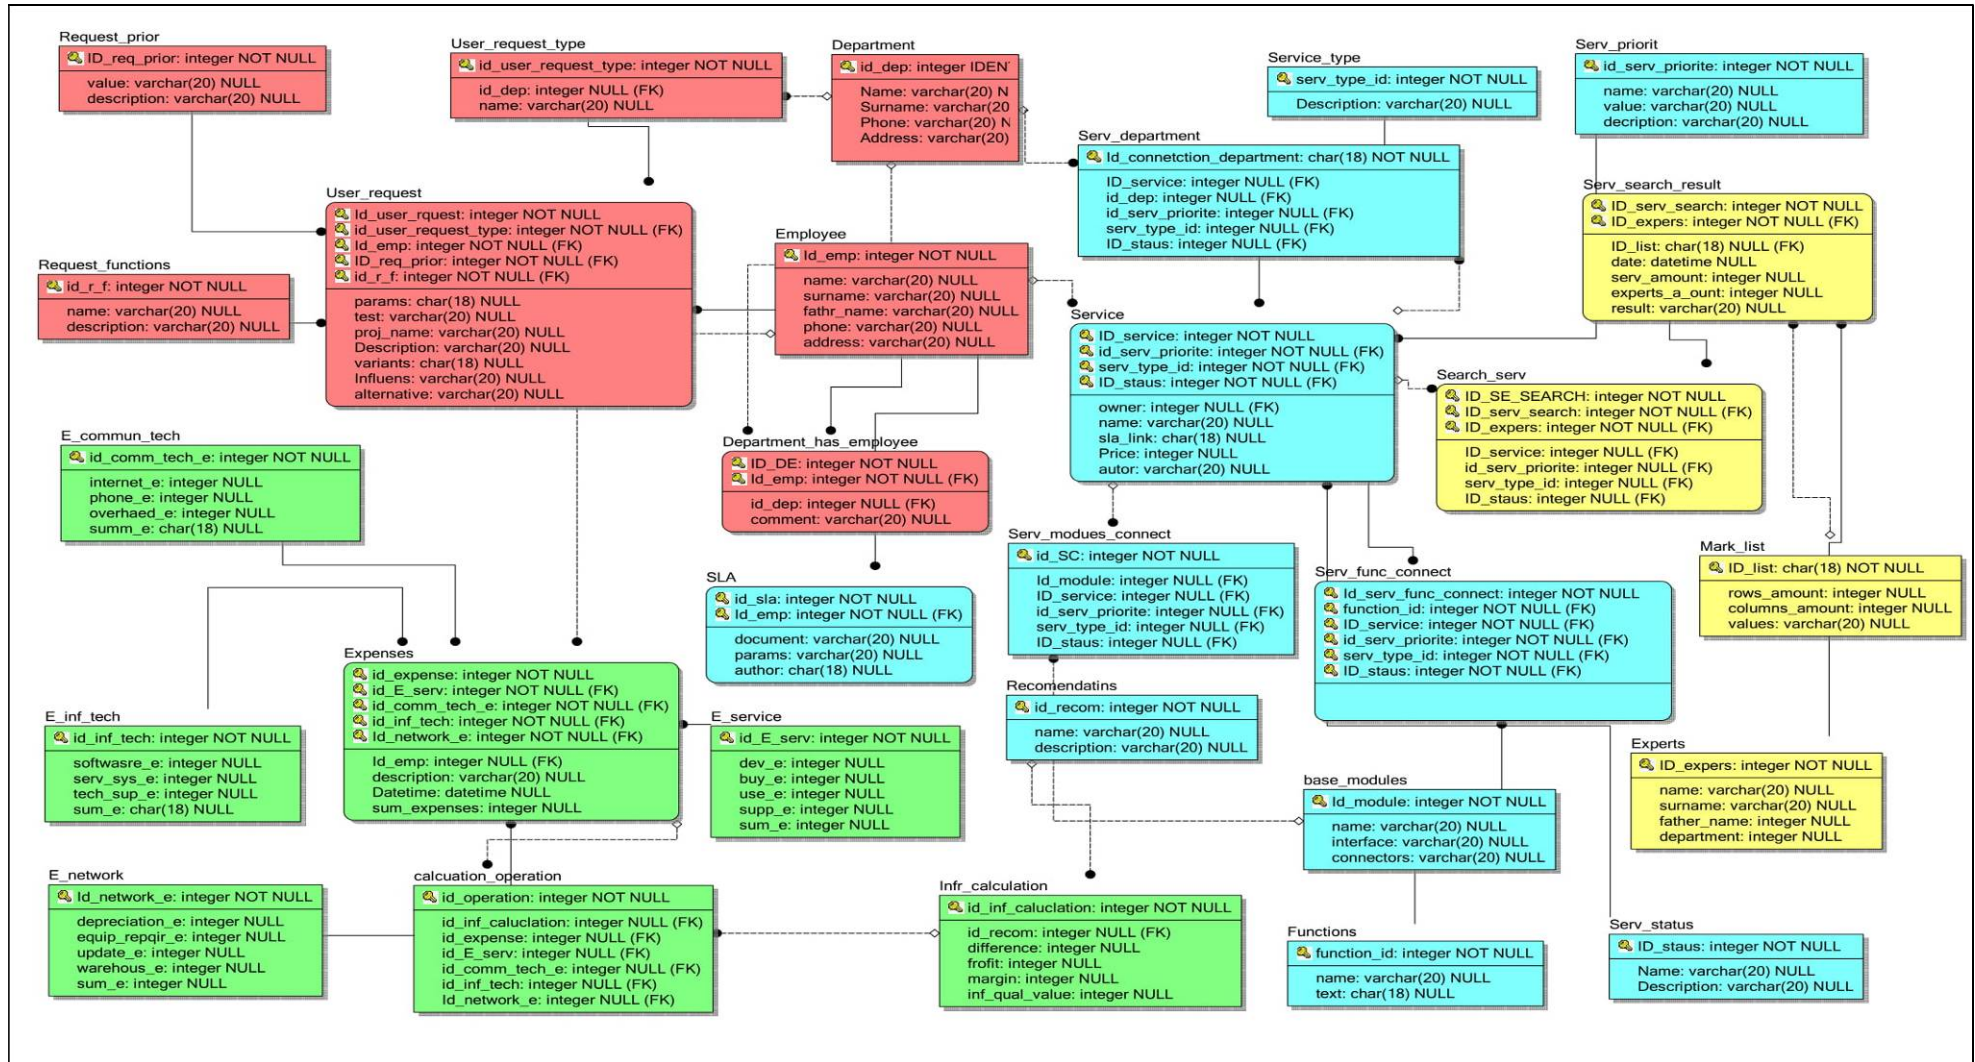 Request_prior
ID_req_prior: integer NOT NULL
value: varchar(20) NULL
description: varchar(20) NULL
User_request_type
id_user_request_type: integer NOT NULL
id_dep: integer NULL (FK)
name: varchar(20) NULL
Department
id_dep: integer IDEN
Name: varchar(20) N
Surname: varchar(20
Phone: varchar(20) N
Address: varchar(20)
Service_type
serv_type_id: integer NOT NULL
Description: varchar(20) NULL
Serv_priorit
id_serv_priorite: integer NOT NULL
name: varchar(20) NULL
value: varchar(20) NULL
decription: varchar(20) NULL
Serv_department
Id_connetction_department: char(18) NOT NULL
ID_service: integer NULL (FK)
id_dep: integer NULL (FK)
id_serv_priorite: integer NULL (FK)
serv_type_id: integer NULL (FK)
ID_staus: integer NULL (FK)
Serv_search_result
ID_serv_search: integer NOT NULL
ID_expers: integer NOT NULL (FK)
ID_list: char(18) NULL (FK)
date: datetime NULL
serv_amount: integer NULL
experts_a_ount: integer NULL
result: varchar(20) NULL
User_request
Id_user_rquest: integer NOT NULL
id_user_request_type: integer NOT NULL (FK)
Id_emp: integer NOT NULL (FK)
ID_req_prior: integer NOT NULL (FK)
id_r_f: integer NOT NULL (FK)
params: char(18) NULL
test: varchar(20) NULL
proj_name: varchar(20) NULL
Description: varchar(20) NULL
variants: char(18) NULL
Influens: varchar(20) NULL
alternative: varchar(20) NULL
Employee
Id_emp: integer NOT NULL
name: varchar(20) NULL
surname: varchar(20) NULL
fathr_name: varchar(20) NULL
phone: varchar(20) NULL
address: varchar(20) NULL
Request_functions
id_r_f: integer NOT NULL
name: varchar(20) NULL
description: varchar(20) NULL
Service
ID_service: integer NOT NULL
id_serv_priorite: integer NOT NULL (FK)
serv_type_id: integer NOT NULL (FK)
ID_staus: integer NOT NULL (FK)
owner: integer NULL (FK)
name: varchar(20) NULL
sla_link: char(18) NULL
Price: integer NULL
autor: varchar(20) NULL
Search_serv
ID_SE_SEARCH: integer NOT NULL
ID_serv_search: integer NOT NULL (FK)
ID_expers: integer NOT NULL (FK)
ID_service: integer NULL (FK)
id_serv_priorite: integer NULL (FK)
serv_type_id: integer NULL (FK)
ID_staus: integer NULL (FK)
E_commun_tech
id_comm_tech_e: integer NOT NULL
internet_e: integer NULL
phone_e: integer NULL
overhaed_e: integer NULL
summ_e: char(18) NULL
Department_has_employee
ID_DE: integer NOT NULL
Id_emp: integer NOT NULL (FK)
id_dep: integer NULL (FK)
comment: varchar(20) NULL
Serv_modues_connect
id_SC: integer NOT NULL
Id_module: integer NULL (FK)
ID_service: integer NULL (FK)
id_serv_priorite: integer NULL (FK)
serv_type_id: integer NULL (FK)
ID_staus: integer NULL (FK)
Mark_list
ID_list: char(18) NOT NULL
rows_amount: integer NULL
columns_amount: integer NULL
values: varchar(20) NULL
Serv_func_connect
Id_serv_func_connect: integer NOT NULL
function_id: integer NOT NULL (FK)
ID_service: integer NOT NULL (FK)
id_serv_priorite: integer NOT NULL (FK)
serv_type_id: integer NOT NULL (FK)
ID_staus: integer NOT NULL (FK)
SLA
id_sla: integer NOT NULL
Id_emp: integer NOT NULL (FK)
document: varchar(20) NULL
params: varchar(20) NULL
author: char(18) NULL
Expenses
id_expense: integer NOT NULL
id_E_serv: integer NOT NULL (FK)
id_comm_tech_e: integer NOT NULL (FK)
id_inf_tech: integer NOT NULL (FK)
Id_network_e: integer NOT NULL (FK)
Id_emp: integer NULL (FK)
description: varchar(20) NULL
Datetime: datetime NULL
sum_expenses: integer NULL
Recomendatins
id_recom: integer NOT NULL
name: varchar(20) NULL
description: varchar(20) NULL
E_inf_tech
id_inf_tech: integer NOT NULL
softwasre_e: integer NULL
serv_sys_e: integer NULL
tech_sup_e: integer NULL
sum_e: char(18) NULL
E_service
id_E_serv: integer NOT NULL
dev_e: integer NULL
buy_e: integer NULL
use_e: integer NULL
supp_e: integer NULL
sum_e: integer NULL
Experts
ID_expers: integer NOT NULL
name: varchar(20) NULL
surname: varchar(20) NULL
father_name: integer NULL
department: integer NULL
base_modules
Id_module: integer NOT NULL
name: varchar(20) NULL
interface: varchar(20) NULL
connectors: varchar(20) NULL
E_network
Id_network_e: integer NOT NULL
depreciation_e: integer NULL
equip_repqir_e: integer NULL
update_e: integer NULL
warehous_e: integer NULL
sum_e: integer NULL
calcuation_operation
id_operation: integer NOT NULL
id_inf_caluclation: integer NULL (FK)
id_expense: integer NULL (FK)
id_E_serv: integer NULL (FK)
id_comm_tech_e: integer NULL (FK)
id_inf_tech: integer NULL (FK)
Id_network_e: integer NULL (FK)
Infr_calculation
id_inf_caluclation: integer NOT NULL
id_recom: integer NULL (FK)
difference: integer NULL
frofit: integer NULL
margin: integer NULL
inf_qual_value: integer NULL
Functions
function_id: integer NOT NULL
name: varchar(20) NULL
text: char(18) NULL
Serv_status
ID_staus: integer NOT NULL
Name: varchar(20) NULL
Description: varchar(20) NULL